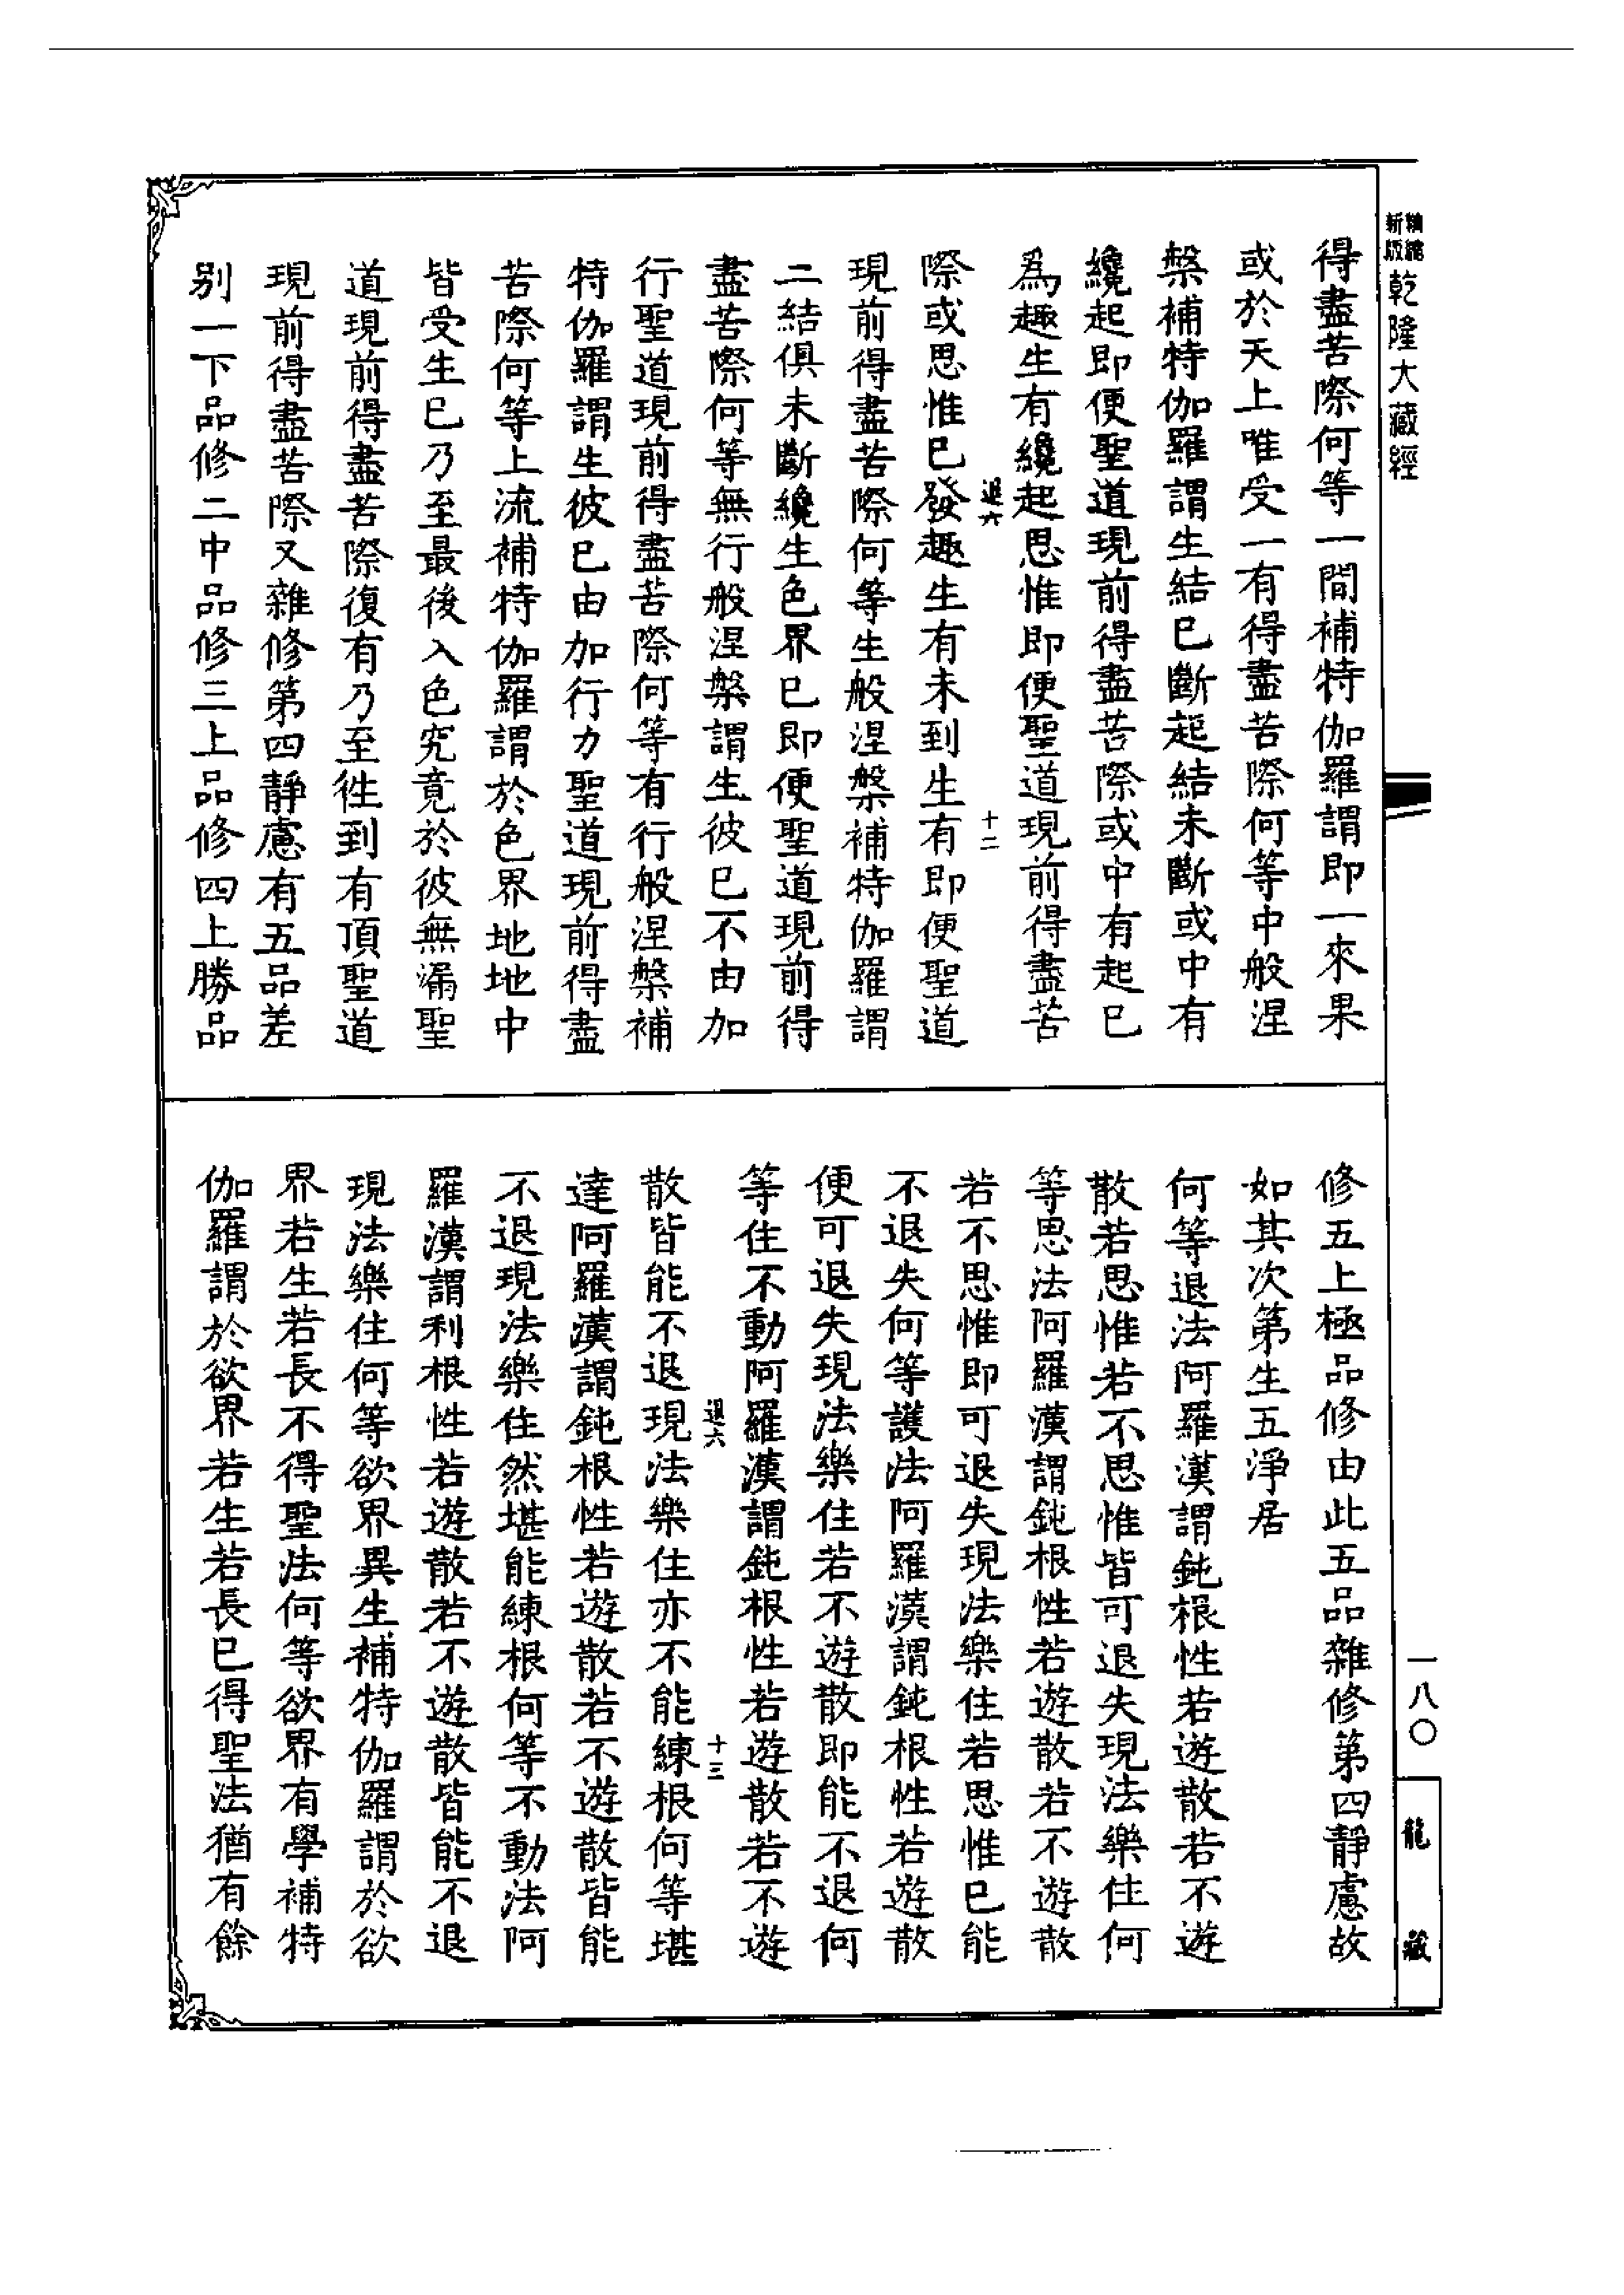 新版精縮乾隆大藏經
得盡苦際何等一間補特伽羅謂即一來果
或於天上唯受一有得盡苦際何等中般涅
槃補特伽羅謂生結已斷起結未斷或中有
纔起即便聖道現前得盡苦際或中有起已
爲趣生有纔起思惟即便聖道現前得盡苦
退六 十二
際或思惟已發趣生有未到生有即便聖道
現前得盡苦際何等生般涅槃補特伽羅謂
二結俱未斷纔生色界已即便聖道現前得
盡苦際何等無行般涅槃謂生彼已不由加
行聖道現前得盡苦際何等有行般涅槃補
特伽羅謂生彼已由加行力聖道現前得盡
苦際何等上流補特伽羅謂於色界地地中
皆受生已乃至最後入色究竟於彼無漏聖
道現前得盡苦際復有乃至往到有頂聖道
現前得盡苦際又雜修第四靜慮有五品差
別一下品修二中品修三上品修四上勝品
修五上極品修由此五品雜修第四靜慮故
如其次第生五淨居
何等退法阿羅漢謂鈍根性若遊散若不遊
散若思惟若不思惟皆可退失現法樂住何
等思法阿羅漢謂鈍根性若遊散若不遊散
若不思惟即可退失現法樂住若思惟已能
不退失何等護法阿羅漢謂鈍根性若遊散
便可退失現法樂住若不遊散即能不退何
等住不動阿羅漢謂鈍根性若遊散若不遊
退六 十三
散皆能不退現法樂住亦不能練根何等堪
達阿羅漢謂鈍根性若遊散若不遊散皆能
不退現法樂住然堪能練根何等不動法阿
羅漢謂利根性若遊散若不遊散皆能不退
現法樂住何等欲界異生補特伽羅謂於欲
界若生若長不得聖法何等欲界有學補特
伽羅謂於欲界若生若長已得聖法猶有餘
一八〇
龍藏